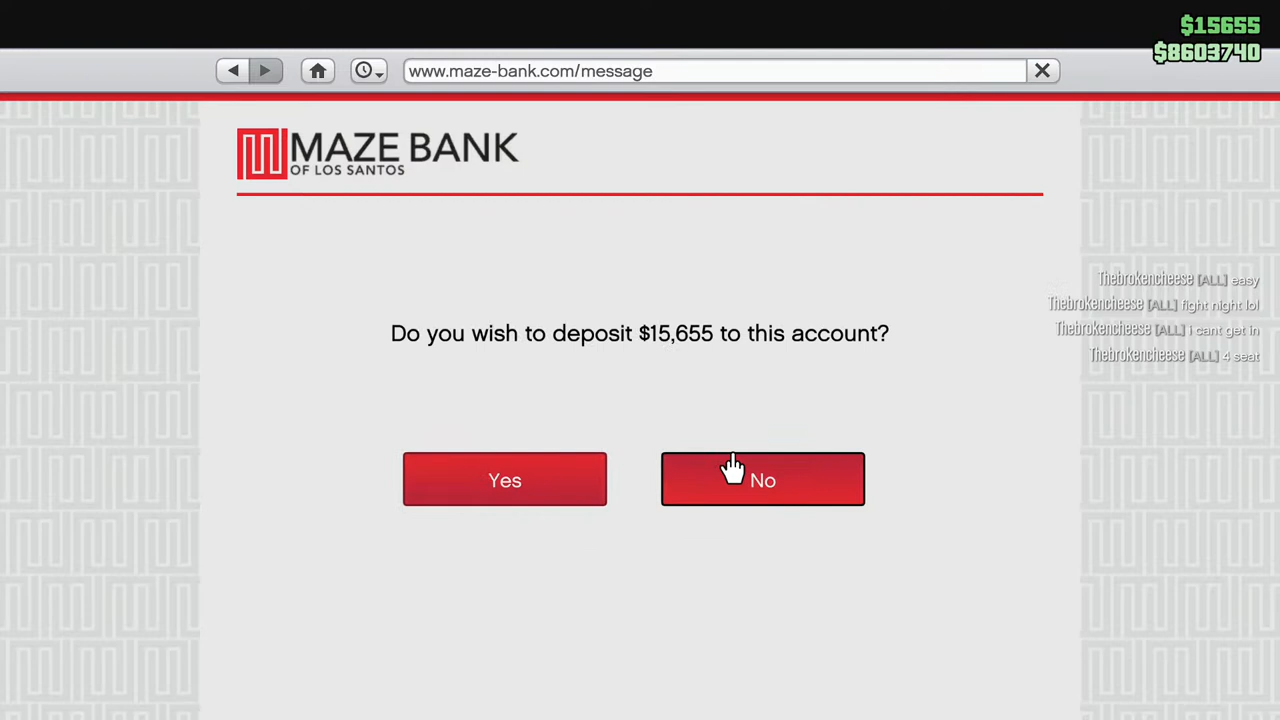 $15655
$8603740
www.maze-bank.com/message
MAZE BANK
OF LOS SANTOS
Thebrokencheese [ALL] easy
Thebrokencheese [ALL] fight night lol
Thebrokencheese [ALL] i cant get in
Thebrokencheese [ALL] 4 seat
Do you wish to deposit $15,655 to this account?
Yes
No